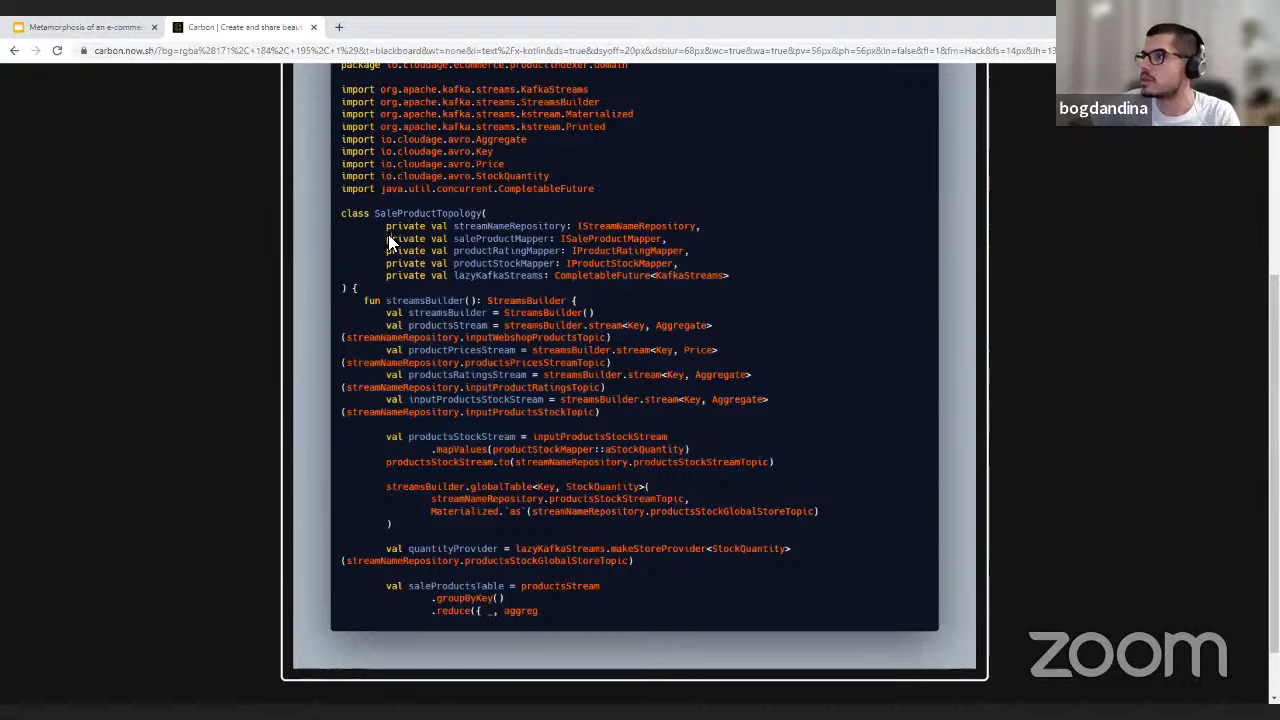 Metamorphosis of an e-comme
Carbon | Create and share beaut
carbon.now.sh/?bg=rgba%28171%2C+184%2C+195%2C+1%29&t=blackboard&wt=none&l=text%2Fx-kotlin&ds=true&dsyoff=20px&dsblur=68px&wc=true&wa=true&pv=56px&ph=56px&ln=false&fl=1&fm=Hack&fs=14px&lh=13
bogdandina
package io.cloudage.ecommerce.productindexer.domain
import org.apache.kafka.streams.KafkaStreams
import org.apache.kafka.streams.StreamsBuilder
import org.apache.kafka.streams.kstream.Materialized
import org.apache.kafka.streams.kstream.Printed
import io.cloudage.avro.Aggregate
import io.cloudage.avro.Key
import io.cloudage.avro.Price
import io.cloudage.avro.StockQuantity
import java.util.concurrent.CompletableFuture
class SaleProductTopology(
private val streamNameRepository: IStreamNameRepository,
private val saleProductMapper: ISaleProductMapper,
private val productRatingMapper: IProductRatingMapper,
private val productStockMapper: IProductStockMapper,
private val lazyKafkaStreams: CompletableFuture<KafkaStreams>
) {
fun streamsBuilder(): StreamsBuilder {
val streamsBuilder = StreamsBuilder()
val productsStream = streamsBuilder.stream<Key, Aggregate>
(streamNameRepository.inputWebshopProductsTopic)
val productPricesStream = streamsBuilder.stream<Key, Price>
(streamNameRepository.productsPricesStreamTopic)
val productsRatingsStream = streamsBuilder.stream<Key, Aggregate>
(streamNameRepository.inputProductRatingsTopic)
val inputProductsStockStream = streamsBuilder.stream<Key, Aggregate>
(streamNameRepository.inputProductsStockTopic)
val productsStockStream = inputProductsStockStream
.mapValues(productStockMapper::aStockQuantity)
productsStockStream.to(streamNameRepository.productsStockStreamTopic)
streamsBuilder.globalTable<Key, StockQuantity>(
streamNameRepository.productsStockStreamTopic,
Materialized.`as`(streamNameRepository.productsStockGlobalStoreTopic)
)
val quantityProvider = lazyKafkaStreams.makeStoreProvider<StockQuantity>
(streamNameRepository.productsStockGlobalStoreTopic)
val saleProductsTable = productsStream
.groupByKey()
.reduce({ _, aggreg
zoom